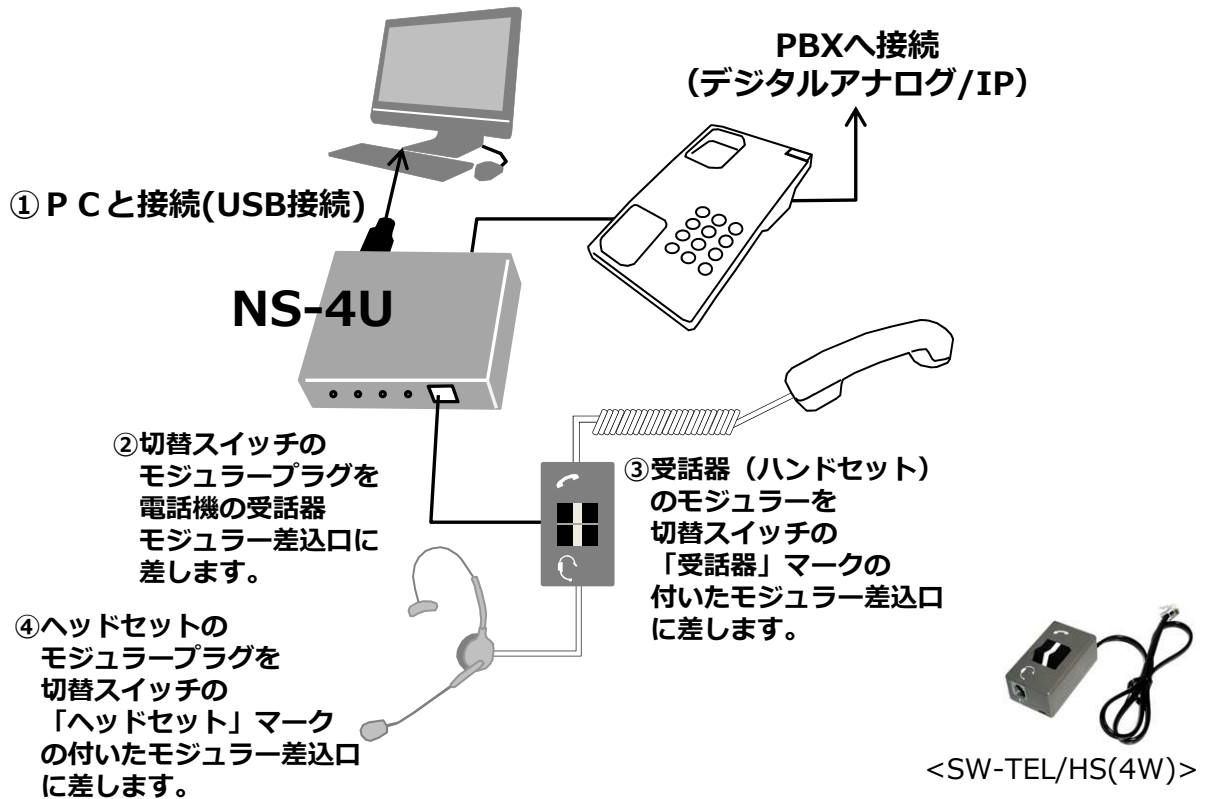 PBXへ接続
（デジタルアナログ/IP）
①ＰＣと接続(USB接続)
NS-4U
②切替スイッチの
モジュラープラグを
電話機の受話器
モジュラー差込口に
差します。
③受話器（ハンドセット）
のモジュラーを
切替スイッチの
「受話器」マークの
付いたモジュラー差込口
に差します。
④ヘッドセットの
モジュラープラグを
切替スイッチの
「ヘッドセット」マーク
の付いたモジュラー差込口
に差します。
<SW-TEL/HS(4W)>